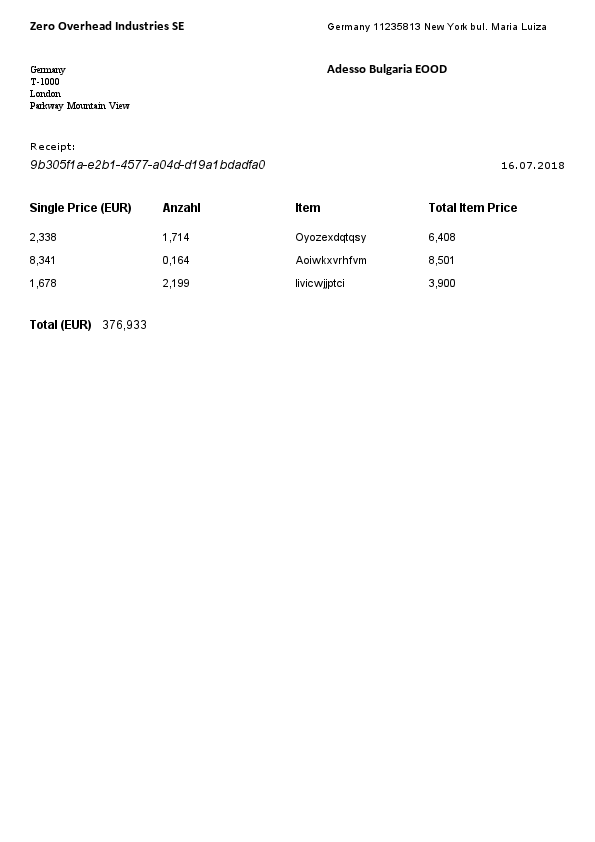 Zero Overhead Industries SE
Germany 11235813 New York bul. Maria Luiza
Germany
T-1000
London
Parkway Mountain View
Adesso Bulgaria EOOD
Receipt:
9b305f1a-e2b1-4577-a04d-d19a1bdadfa0
16.07.2018
Single Price (EUR) Anzahl Item Total Item Price
2,338 1,714 Oyozexdqtqsy 6,408
8,341 0,164 Aoiwkxvrhfvm 8,501
1,678 2,199 Iivicwjjptci 3,900
Total (EUR) 376,933